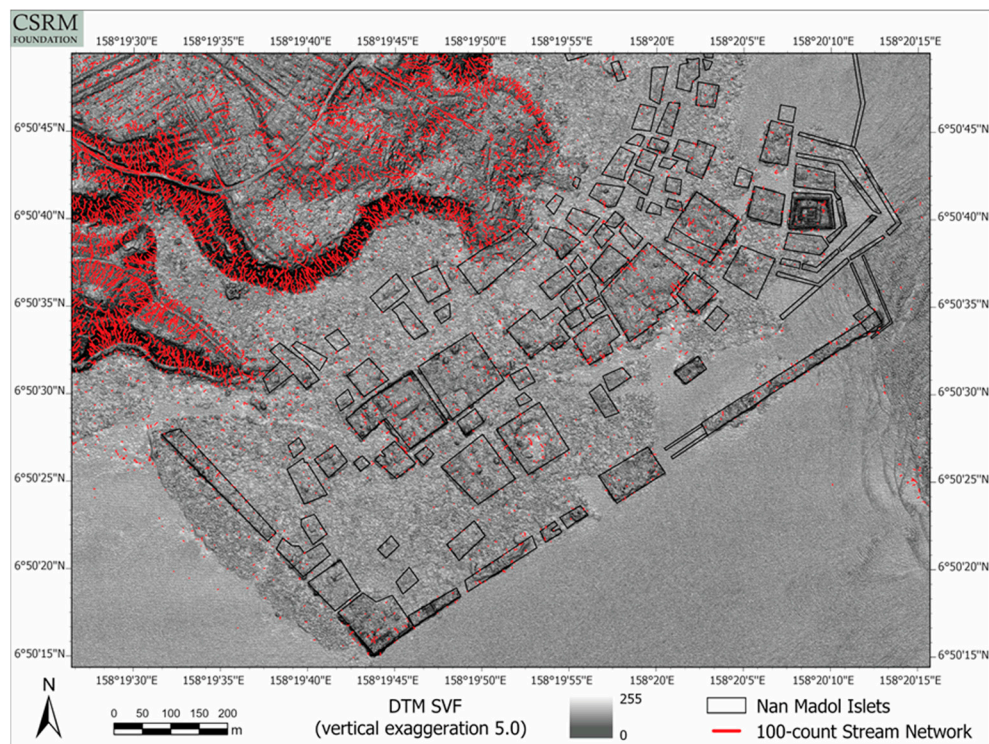 CSRM
FOUNDATION
158°19'30"E 158°19'35"E 158°19'40"E 158°19'45"E 158°19'50"E 158°19'55"E 158°20'E 158°20'5"E 158°20'10"E 158°20'15"E
6°50'45"N 6°50'45"N
6°50'40"N 6°50'40"N
6°50'35"N 6°50'35"N
6°50'30"N 6°50'30"N
6°50'25"N 6°50'25"N
6°50'20"N 6°50'20"N
6°50'15"N 6°50'15"N
158°19'30"E 158°19'35"E 158°19'40"E 158°19'45"E 158°19'50"E 158°19'55"E 158°20'E 158°20'5"E 158°20'10"E 158°20'15"E
N
0 50 100 150 200
m
DTM SVF
(vertical exaggeration 5.0)
255
0
Nan Madol Islets
100-count Stream Network